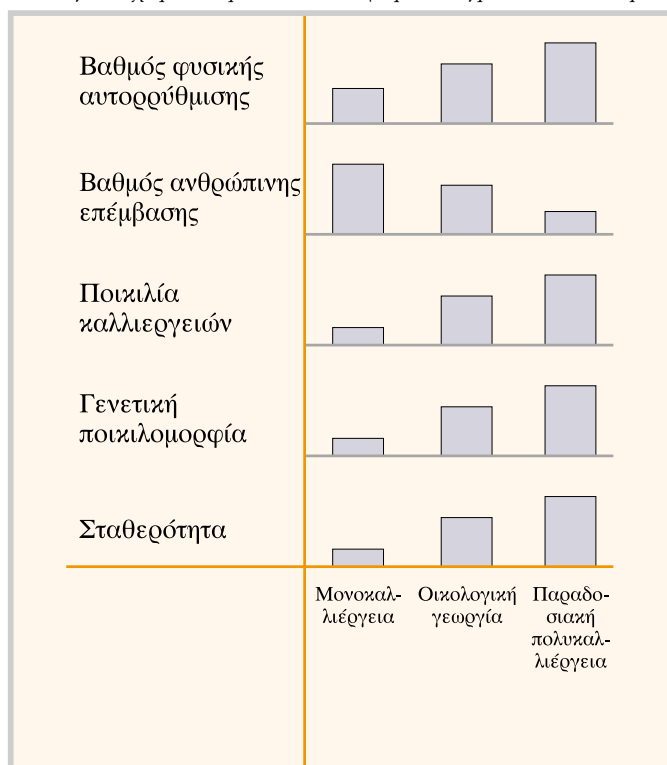 Βαθμός φυσικής
αυτορρύθμισης
Βαθμός ανθρώπινης
επέμβασης
Ποικιλία
καλλιεργειών
Γενετική
ποικιλομορφία
Σταθερότητα
Μονοκαλ-
λιέργεια
Οικολογική
γεωργία
Παραδο-
σιακή
πολυκαλ-
λιέργεια